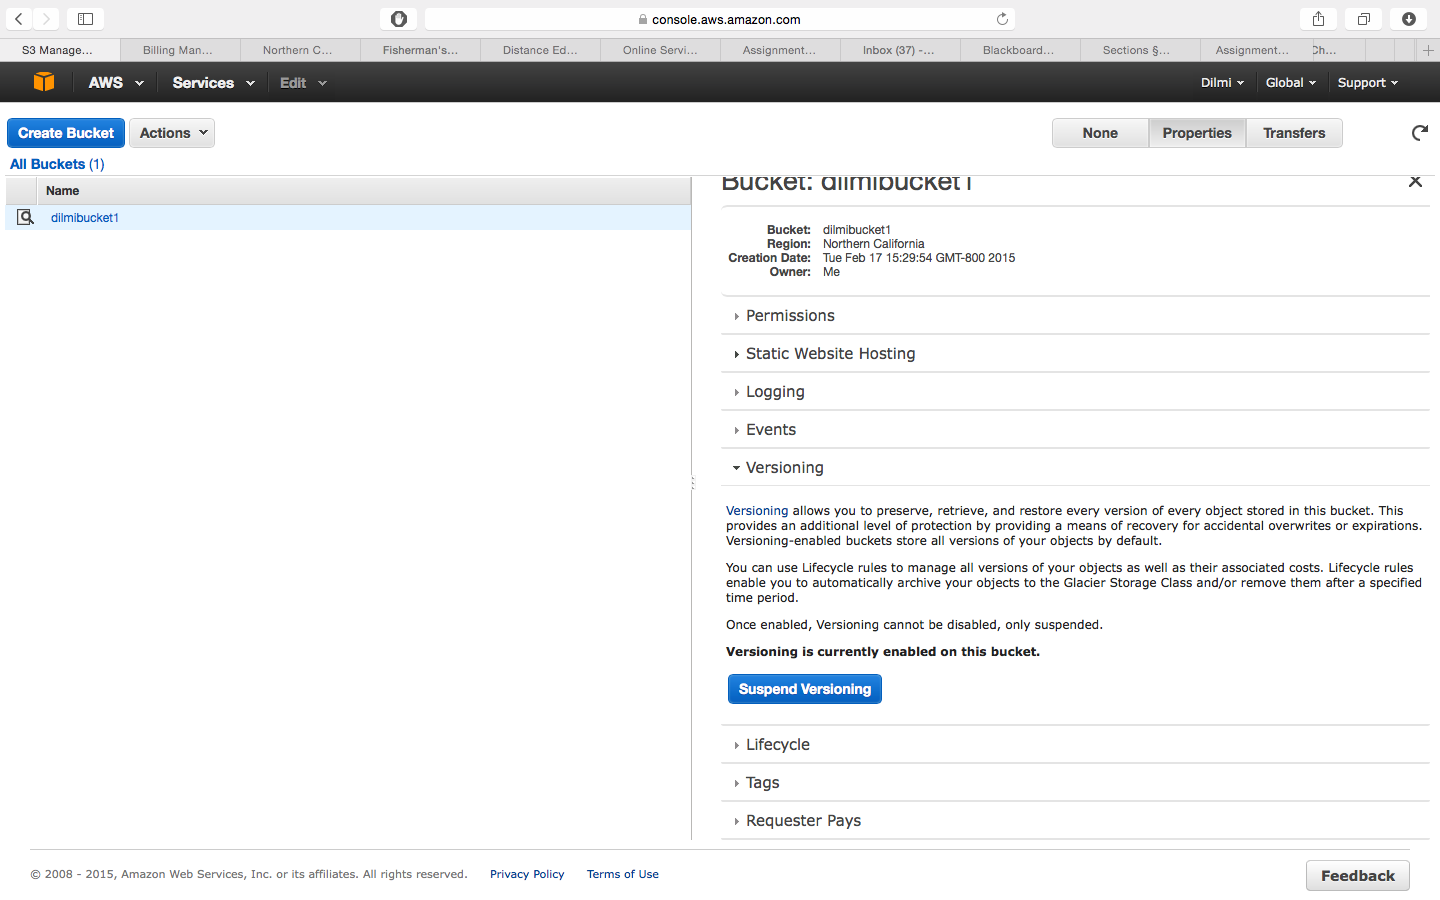 console.aws.amazon.com
S3 Manage... Billing Man... Northern C... Fisherman's... Distance Ed... Online Servi... Assignment... Inbox (37) -... Blackboard... Sections §... Assignment... Ch...
AWS Services Edit Dilmi Global Support
Create Bucket Actions None Properties Transfers
All Buckets (1)
Name
dilmibucket1
Bucket: dilmibucket1
Bucket: dilmibucket1
Region: Northern California
Creation Date: Tue Feb 17 15:29:54 GMT-800 2015
Owner: Me
Permissions
Static Website Hosting
Logging
Events
Versioning
Versioning allows you to preserve, retrieve, and restore every version of every object stored in this bucket. This
provides an additional level of protection by providing a means of recovery for accidental overwrites or expirations.
Versioning-enabled buckets store all versions of your objects by default.
You can use Lifecycle rules to manage all versions of your objects as well as their associated costs. Lifecycle rules
enable you to automatically archive your objects to the Glacier Storage Class and/or remove them after a specified
time period.
Once enabled, Versioning cannot be disabled, only suspended.
Versioning is currently enabled on this bucket.
Suspend Versioning
Lifecycle
Tags
Requester Pays
© 2008 - 2015, Amazon Web Services, Inc. or its affiliates. All rights reserved. Privacy Policy Terms of Use Feedback